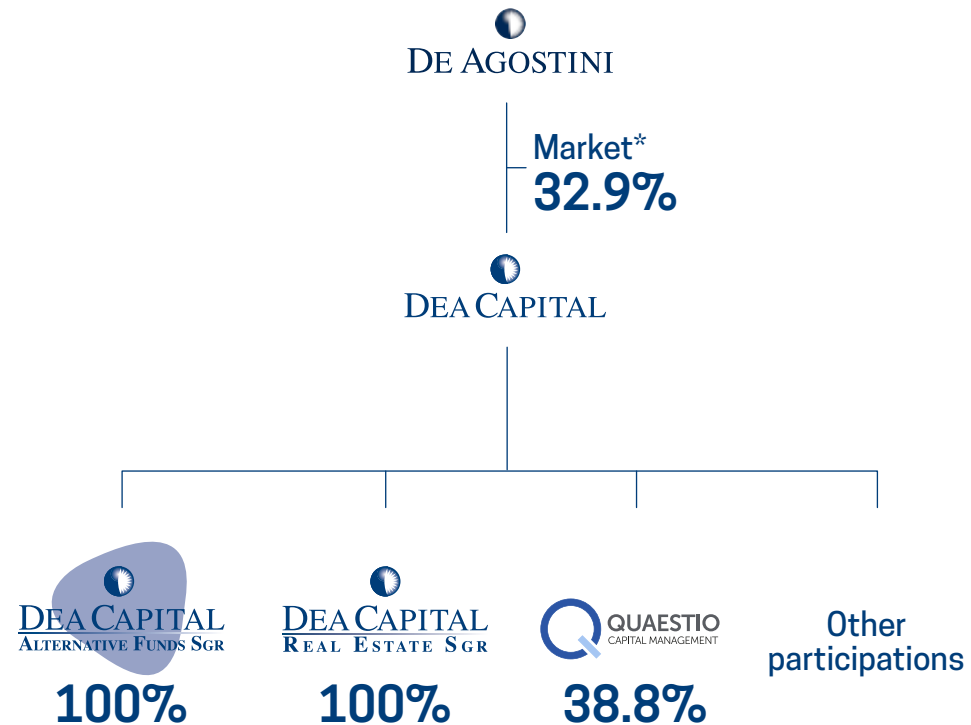 DE AGOSTINI
Market*
32.9%
DEA CAPITAL
DEA CAPITAL
ALTERNATIVE FUNDS SGR
100%
DEA CAPITAL
REAL ESTATE SGR
100%
QUAESTIO
CAPITAL MANAGEMENT
38.8%
Other
participations